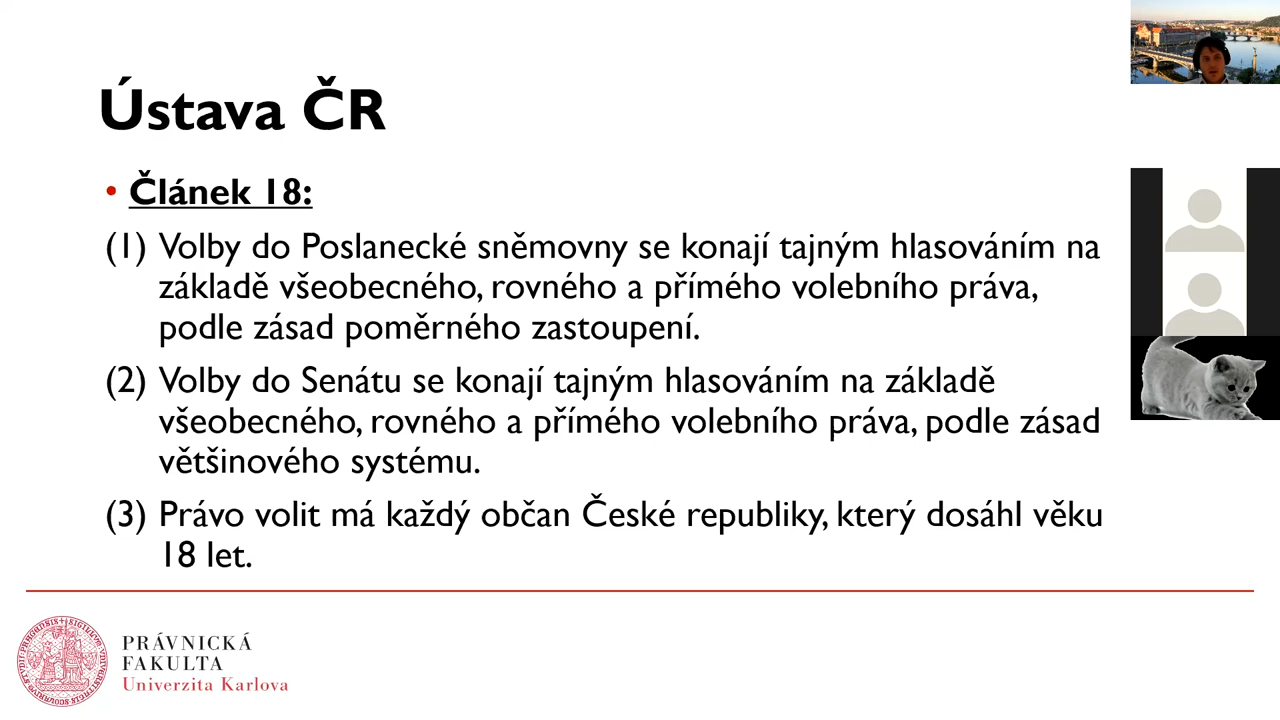 Ústava ČR
• Článek 18:
(1) Volby do Poslanecké sněmovny se konají tajným hlasováním na
základě všeobecného, rovného a přímého volebního práva,
podle zásad poměrného zastoupení.
(2) Volby do Senátu se konají tajným hlasováním na základě
všeobecného, rovného a přímého volebního práva, podle zásad
většinového systému.
(3) Právo volit má každý občan České republiky, který dosáhl věku
18 let.
PRÁVNICKÁ
FAKULTA
Univerzita Karlova